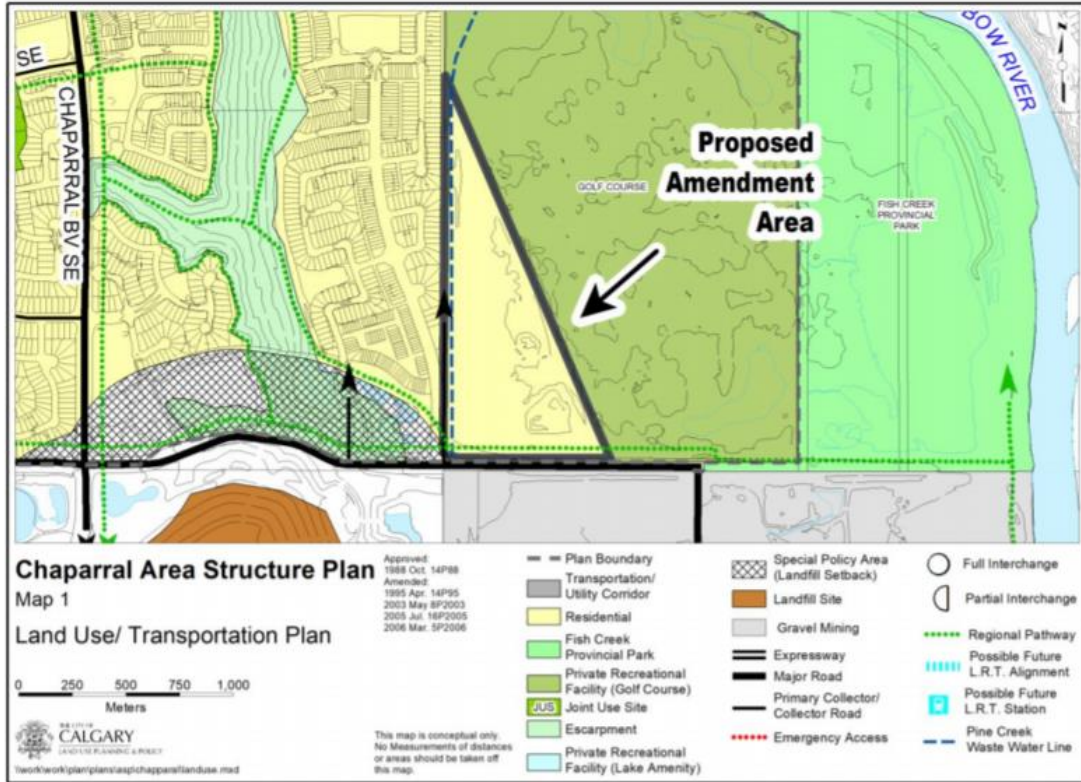 SE
CHAPARRAL BV SE
BOW RIVER
Proposed
Amendment
Area
GOLF COURSE
FISH CREEK
PROVINCIAL
PARK
Chaparral Area Structure Plan
Map 1
Land Use/ Transportation Plan
Approved:
1988 Oct. 14P88
Amended:
1995 Apr. 14P95
2003 May 8P2003
2005 Jul. 16P2005
2006 Mar. 5P2006
0 250 500 750 1,000
Meters
THE CITY OF
CALGARY
LAND USE PLANNING & POLICY
This map is conceptual only.
No Measurements of distances
or areas should be taken off
this map.
Plan Boundary
Transportation/
Utility Corridor
Residential
Fish Creek
Provincial Park
Private Recreational
Facility (Golf Course)
JUS Joint Use Site
Escarpment
Private Recreational
Facility (Lake Amenity)
Special Policy Area
(Landfill Setback)
Landfill Site
Gravel Mining
Expressway
Major Road
Primary Collector/
Collector Road
Emergency Access
Full Interchange
Partial Interchange
Regional Pathway
Possible Future
L.R.T. Alignment
Possible Future
L.R.T. Station
Pine Creek
Waste Water Line